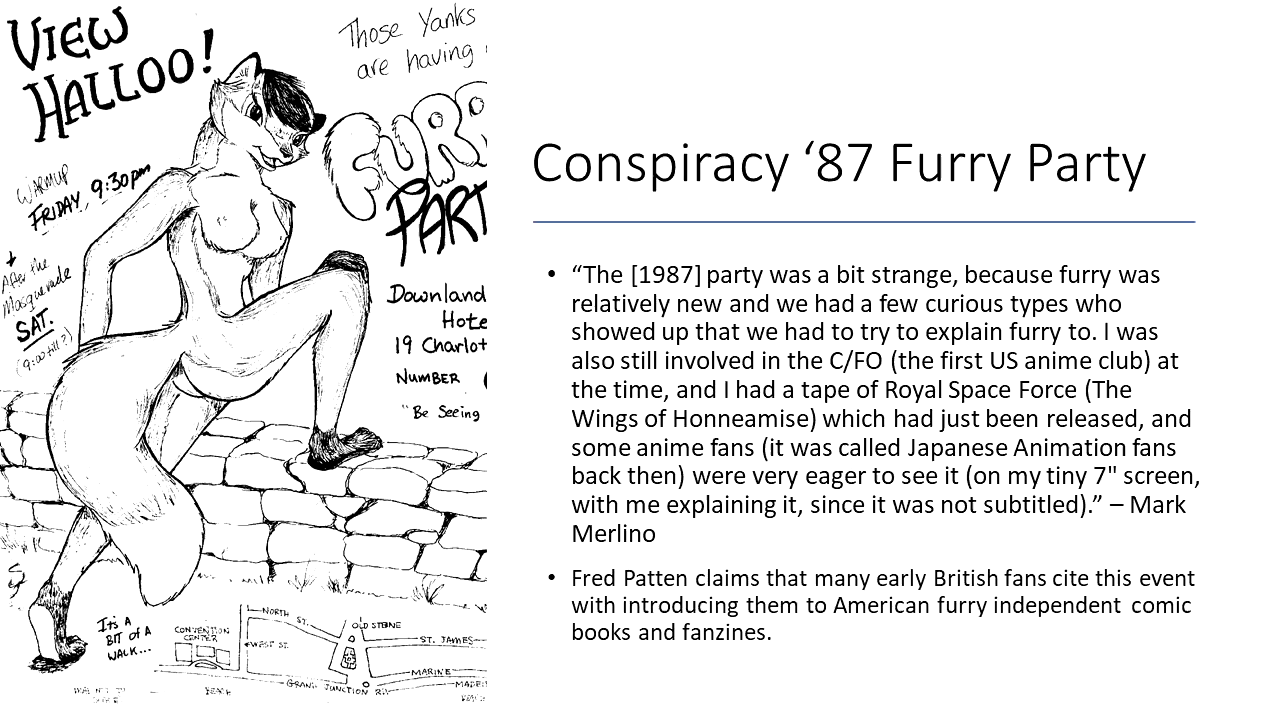 VIEW
HALLOO!
Those Yanks
are having
FURR
PART
WARMUP
FRIDAY, 9:30pm
After the
Masquerade
SAT.
(9:00 till?)
Downland
Hote
19 Charlot
NUMBER
"Be Seeing
It's A
BIT of A
WALK...
CONVENTION
CENTER
NORTH ST.
WEST ST.
OLD STEINE
ST. JAMES
MARINE
GRAND JUNCTION RD
MADE
BEACH
Conspiracy ‘87 Furry Party
• “The [1987] party was a bit strange, because furry was
relatively new and we had a few curious types who
showed up that we had to try to explain furry to. I was
also still involved in the C/FO (the first US anime club) at
the time, and I had a tape of Royal Space Force (The
Wings of Honneamise) which had just been released, and
some anime fans (it was called Japanese Animation fans
back then) were very eager to see it (on my tiny 7" screen,
with me explaining it, since it was not subtitled).” – Mark
Merlino
• Fred Patten claims that many early British fans cite this event
with introducing them to American furry independent comic
books and fanzines.